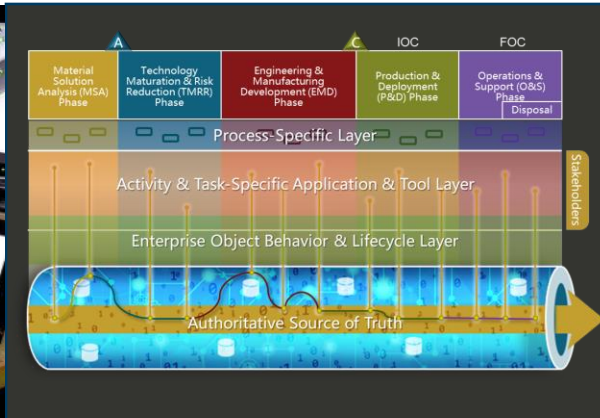 A
C
IOC
FOC
Material
Solution
Analysis (MSA)
Phase
Technology
Maturation & Risk
Reduction (TMRR)
Phase
Engineering &
Manufacturing
Development (EMD)
Phase
Production &
Deployment
(P&D) Phase
Operations &
Support (O&S)
Phase
Disposal
Process-Specific Layer
Activity & Task-Specific Application & Tool Layer
Stakeholders
Enterprise Object Behavior & Lifecycle Layer
Authoritative Source of Truth